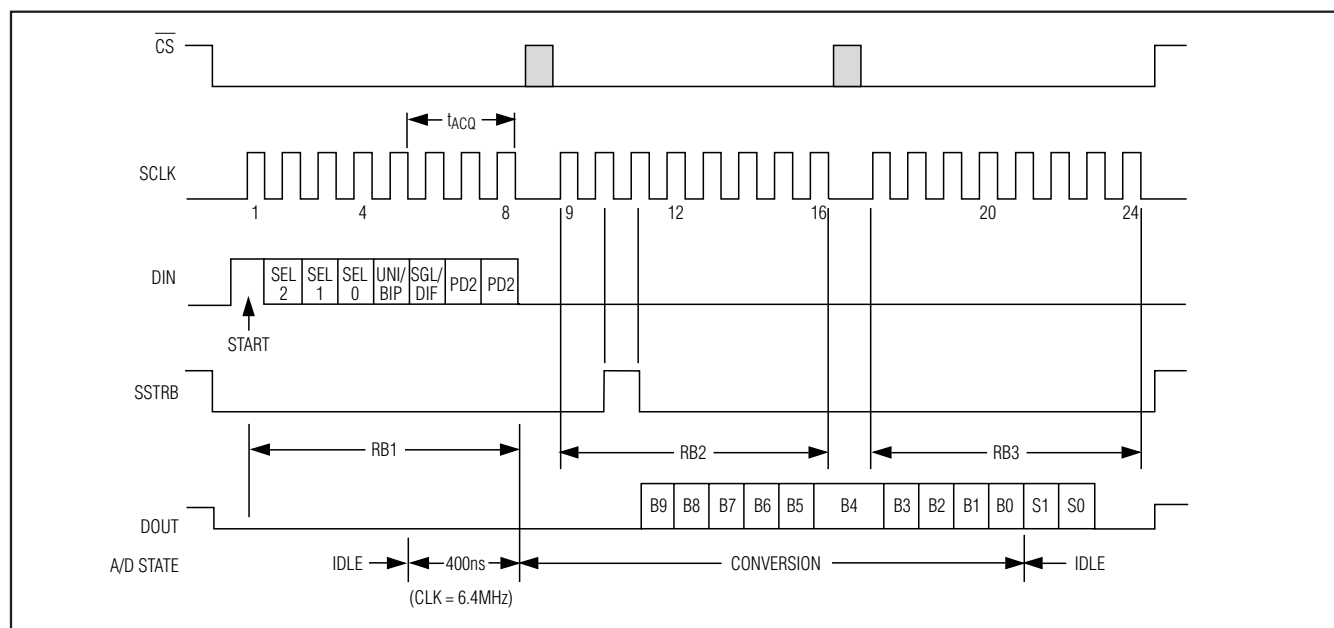 CS
tACQ
SCLK
1 4 8 9 12 16 20 24
DIN
SEL 2
SEL 1
SEL 0
UNI/ BIP
SGL/ DIF
PD2
PD2
START
SSTRB
RB1 RB2 RB3
DOUT
B9 B8 B7 B6 B5 B4 B3 B2 B1 B0 S1 S0
A/D STATE
IDLE 400ns CONVERSION IDLE
(CLK = 6.4MHz)